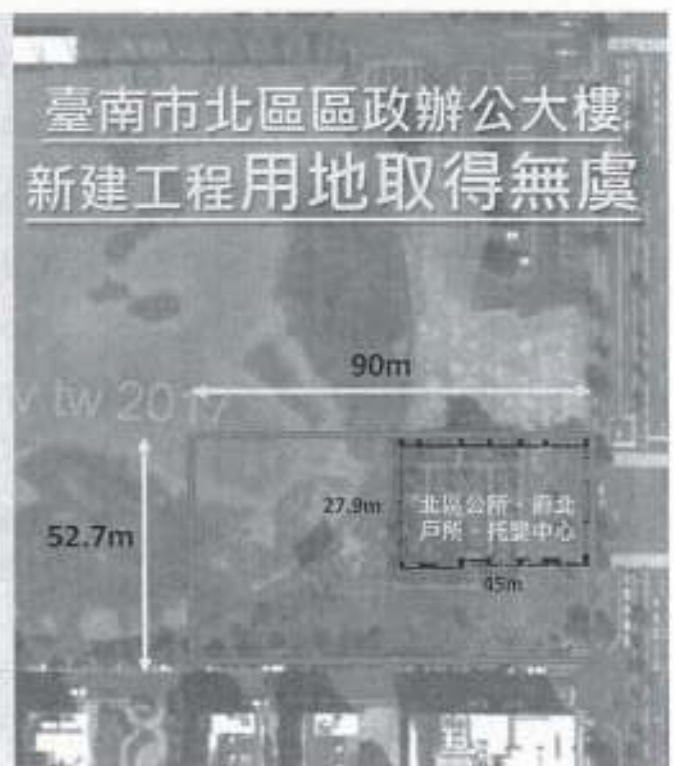 臺南市北區區政辦公大樓
新建工程用地取得無虞
90m
tw 2017
27.9m
北區公所、府北
戶所、托嬰中心
52.7m
45m